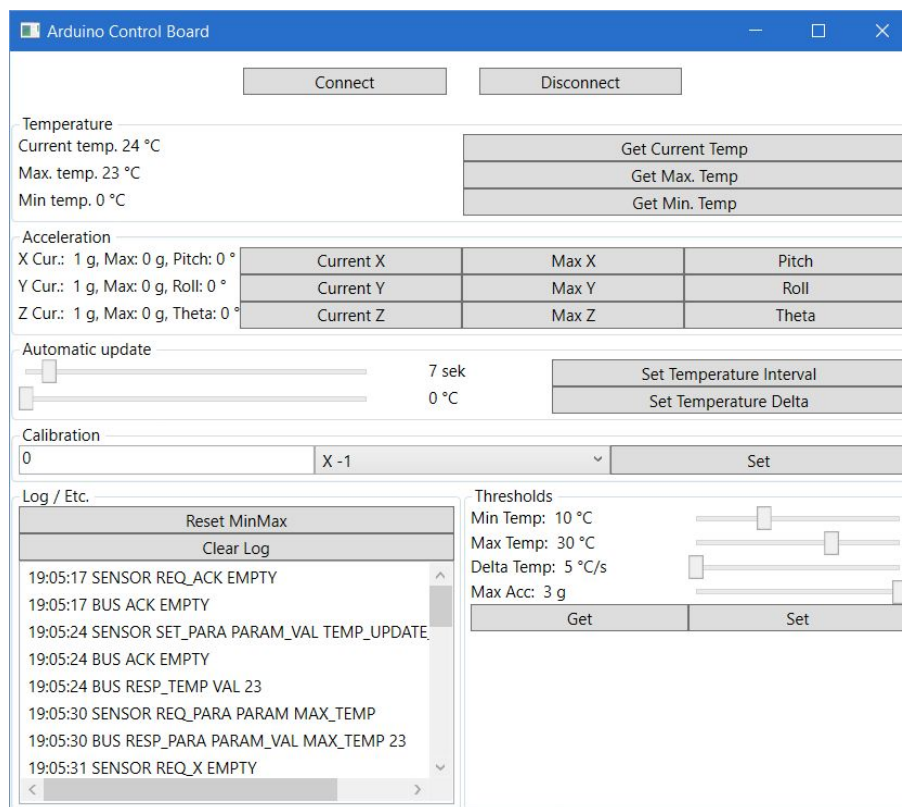 Arduino Control Board
Connect Disconnect
Temperature
Current temp. 24 °C Get Current Temp
Max. temp. 23 °C Get Max. Temp
Min temp. 0 °C Get Min. Temp
Acceleration
X Cur.: 1 g, Max: 0 g, Pitch: 0 ° Current X Max X Pitch
Y Cur.: 1 g, Max: 0 g, Roll: 0 ° Current Y Max Y Roll
Z Cur.: 1 g, Max: 0 g, Theta: 0 ° Current Z Max Z Theta
Automatic update
7 sek Set Temperature Interval
0 °C Set Temperature Delta
Calibration
0 X -1 Set
Log / Etc.
Reset MinMax
Clear Log
19:05:17 SENSOR REQ_ACK EMPTY
19:05:17 BUS ACK EMPTY
19:05:24 SENSOR SET_PARA PARAM_VAL TEMP_UPDATE_
19:05:24 BUS ACK EMPTY
19:05:24 BUS RESP_TEMP VAL 23
19:05:30 SENSOR REQ_PARA PARAM MAX_TEMP
19:05:30 BUS RESP_PARA PARAM_VAL MAX_TEMP 23
19:05:31 SENSOR REQ_X EMPTY
Thresholds
Min Temp: 10 °C
Max Temp: 30 °C
Delta Temp: 5 °C/s
Max Acc: 3 g
Get Set